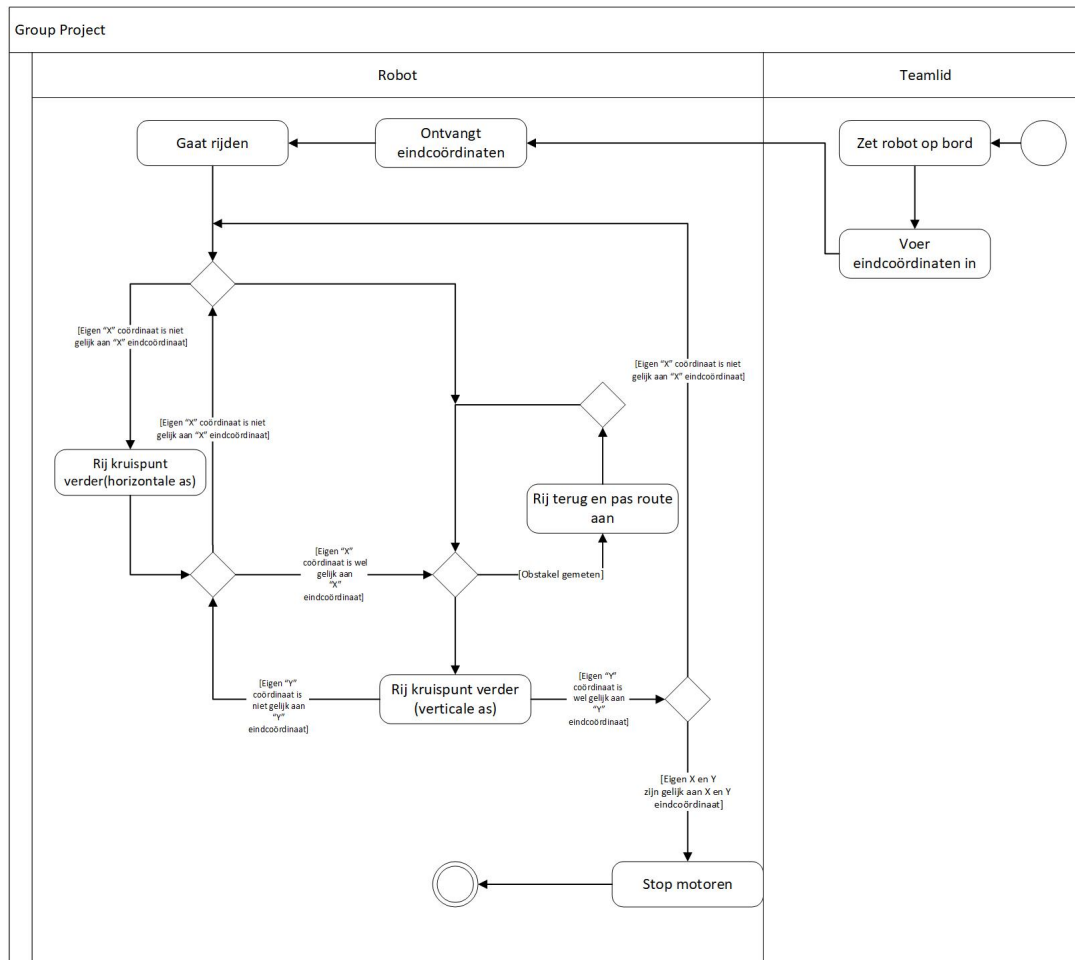 Group Project
Robot
Teamlid
Gaat rijden
Ontvangt
eindcoördinaten
Zet robot op bord
Voer
eindcoördinaten in
[Eigen “X” coördinaat is niet
gelijk aan “X” eindcoördinaat]
[Eigen “X” coördinaat is niet
gelijk aan “X” eindcoördinaat]
[Eigen “X” coördinaat is niet
gelijk aan “X” eindcoördinaat]
Rij kruispunt
verder(horizontale as)
Rij terug en pas route
aan
[Eigen “X”
coördinaat is wel
gelijk aan
“X”
eindcoördinaat]
[Obstakel gemeten]
[Eigen “Y”
coördinaat is
niet gelijk aan
“Y”
eindcoördinaat]
Rij kruispunt verder
(verticale as)
[Eigen “Y”
coördinaat is
wel gelijk aan
“Y”
eindcoördinaat]
[Eigen X en Y
zijn gelijk aan X en Y
eindcoördinaat]
Stop motoren